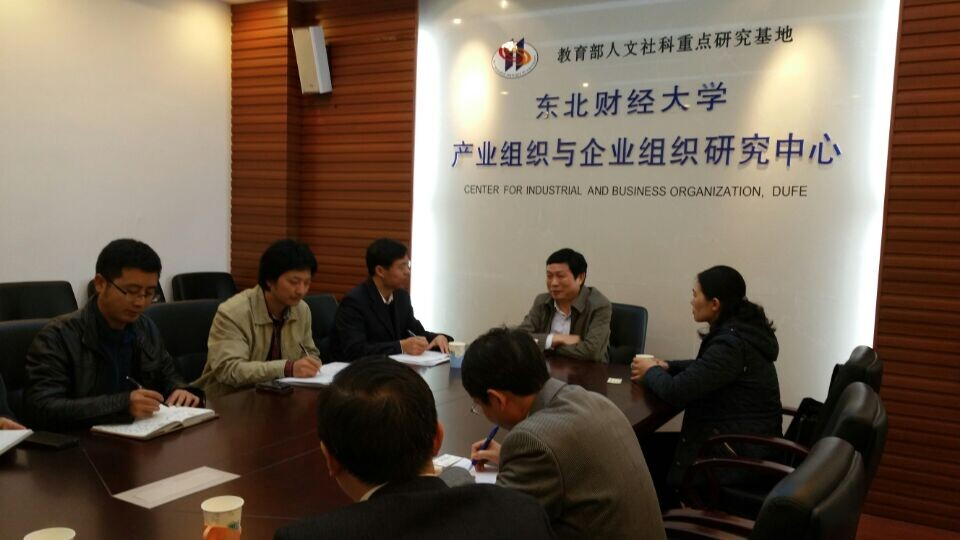 教育部人文社科重点研究基地
东北财经大学
产业组织与企业组织研究中心
CENTER FOR INDUSTRIAL AND BUSINESS ORGANIZATION, DUFE